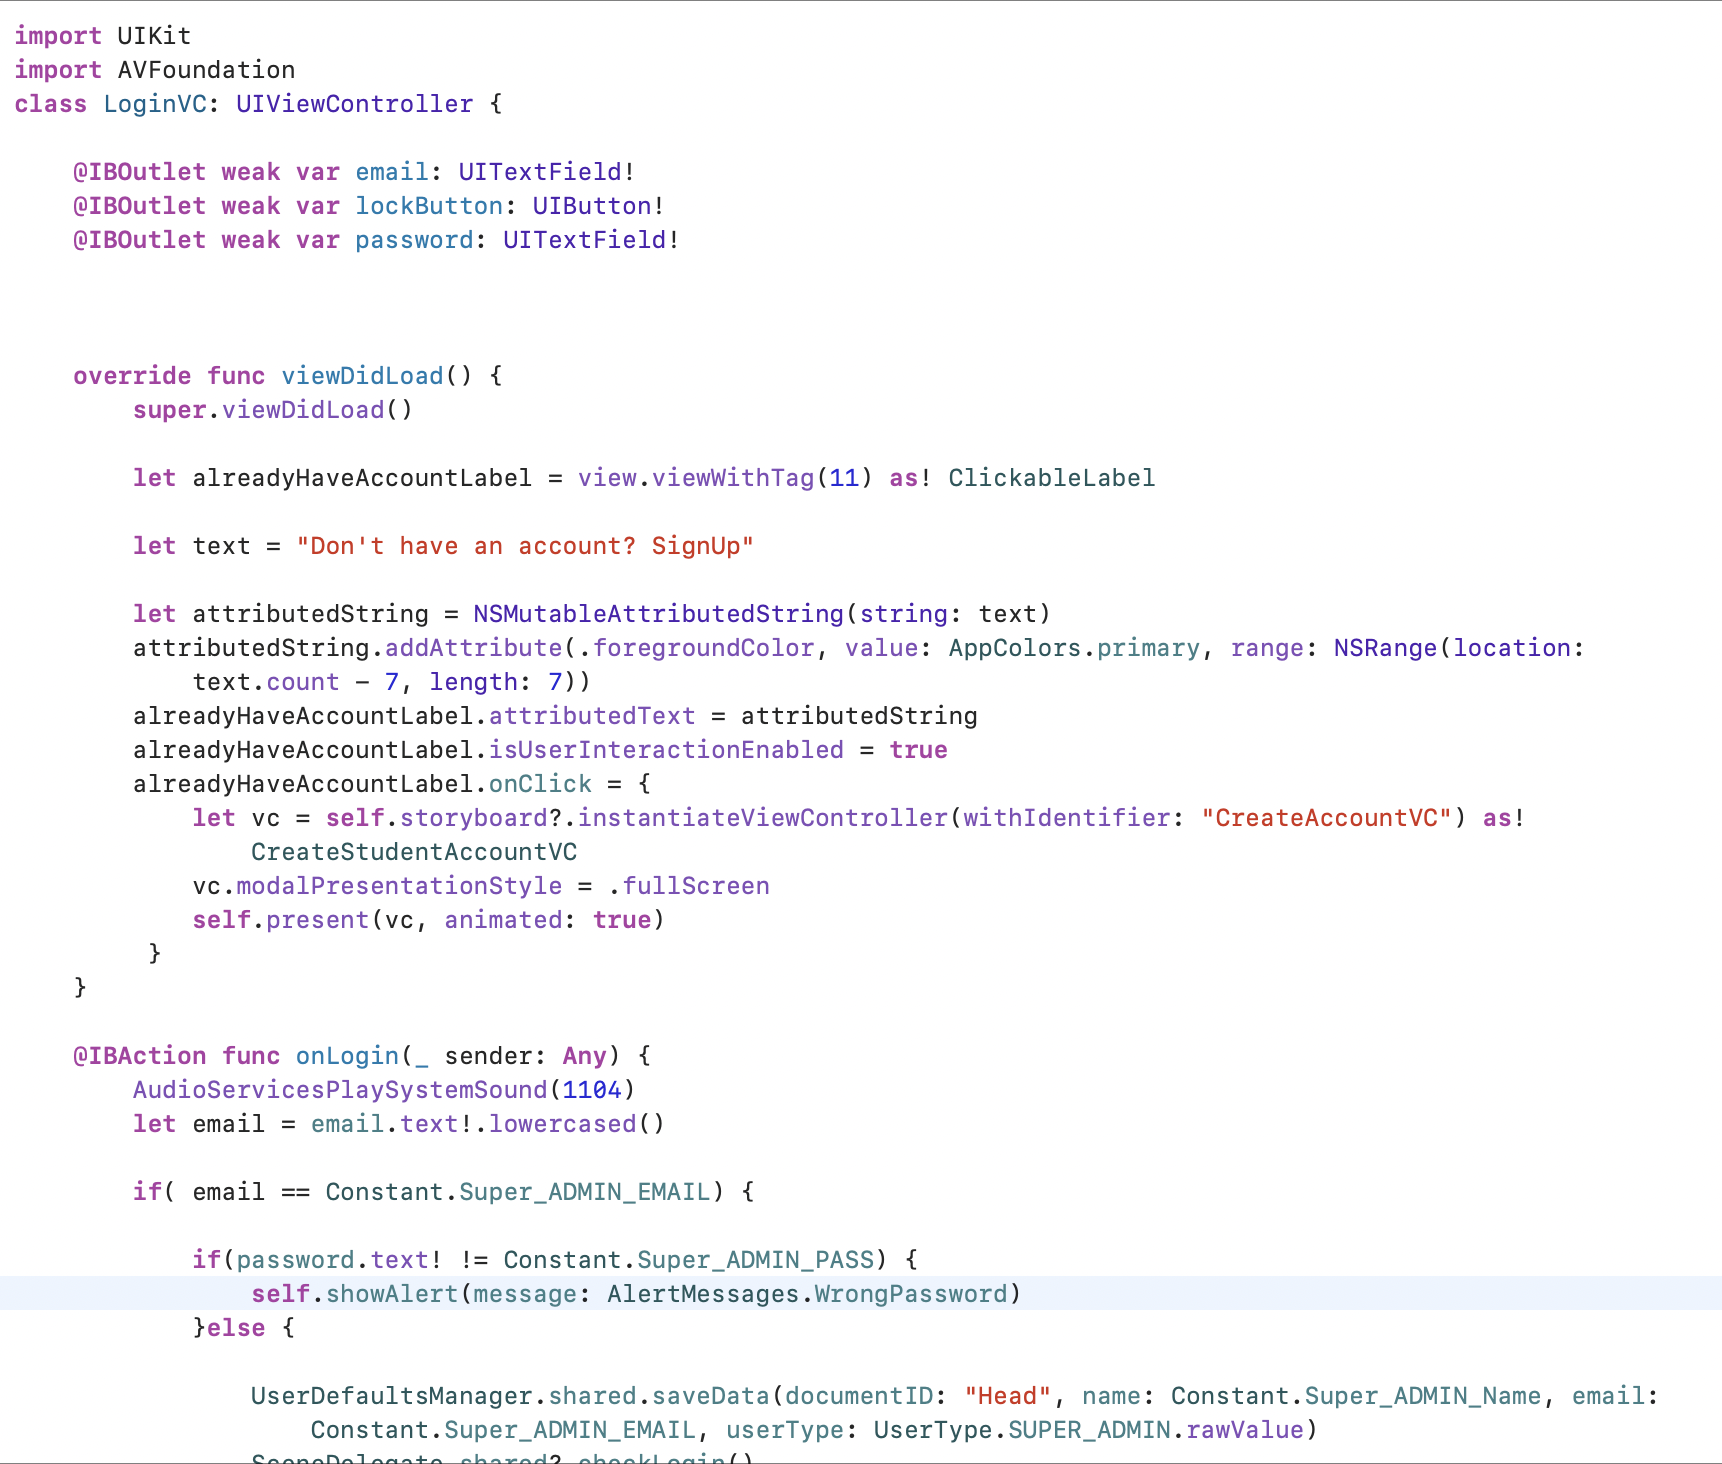 import UIKit
import AVFoundation
class LoginVC: UIViewController {
@IBOutlet weak var email: UITextField!
@IBOutlet weak var lockButton: UIButton!
@IBOutlet weak var password: UITextField!
override func viewDidLoad() {
super.viewDidLoad()
let alreadyHaveAccountLabel = view.viewWithTag(11) as! ClickableLabel
let text = "Don't have an account? SignUp"
let attributedString = NSMutableAttributedString(string: text)
attributedString.addAttribute(.foregroundColor, value: AppColors.primary, range: NSRange(location:
text.count - 7, length: 7))
alreadyHaveAccountLabel.attributedText = attributedString
alreadyHaveAccountLabel.isUserInteractionEnabled = true
alreadyHaveAccountLabel.onClick = {
let vc = self.storyboard?.instantiateViewController(withIdentifier: "CreateAccountVC") as!
CreateStudentAccountVC
vc.modalPresentationStyle = .fullScreen
self.present(vc, animated: true)
}
}
@IBAction func onLogin(_ sender: Any) {
AudioServicesPlaySystemSound(1104)
let email = email.text!.lowercased()
if( email == Constant.Super_ADMIN_EMAIL) {
if(password.text! != Constant.Super_ADMIN_PASS) {
self.showAlert(message: AlertMessages.WrongPassword)
}else {
UserDefaultsManager.shared.saveData(documentID: "Head", name: Constant.Super_ADMIN_Name, email:
Constant.Super_ADMIN_EMAIL, userType: UserType.SUPER_ADMIN.rawValue)
SceneDelegate.shared?.checkLogin()